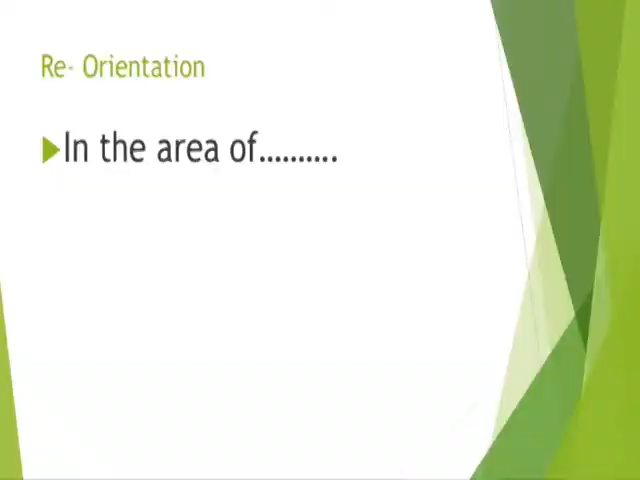 Re- Orientation
In the area of..........